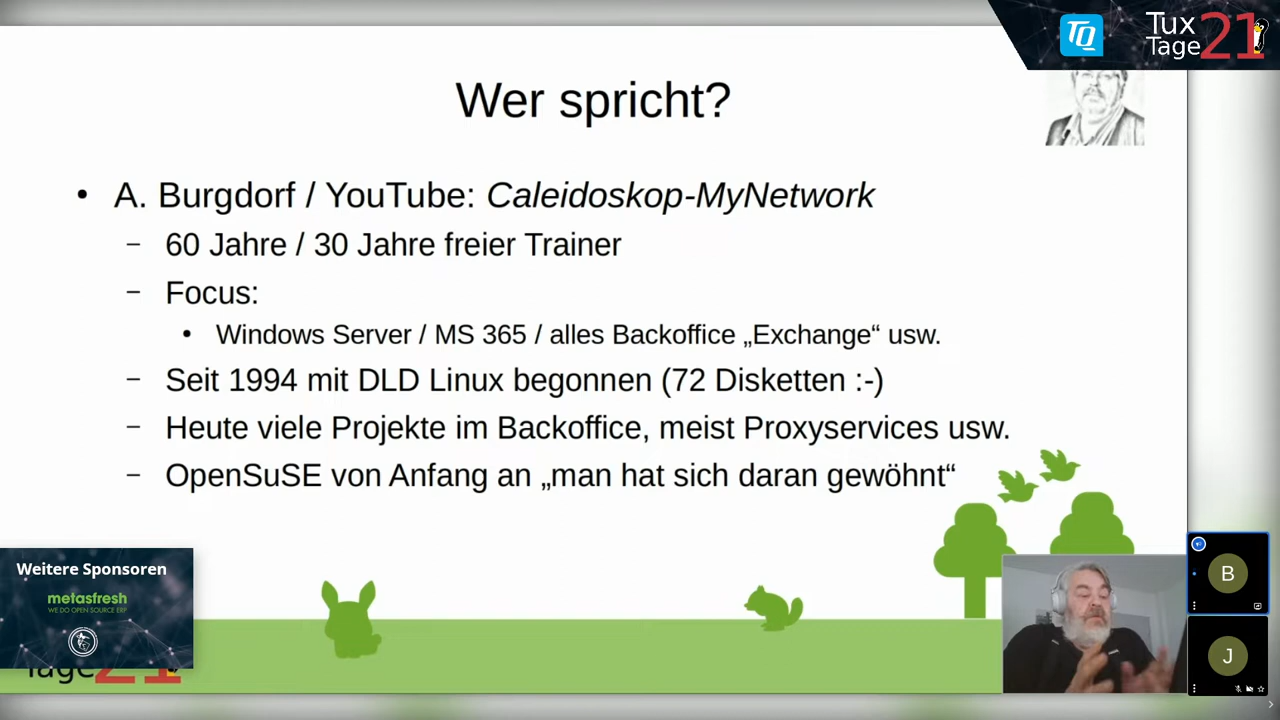 TQ
Tux
Tage 21
Wer spricht?
• A. Burgdorf / YouTube: Caleidoskop-MyNetwork
– 60 Jahre / 30 Jahre freier Trainer
– Focus:
• Windows Server / MS 365 / alles Backoffice „Exchange“ usw.
– Seit 1994 mit DLD Linux begonnen (72 Disketten :-)
– Heute viele Projekte im Backoffice, meist Proxyservices usw.
– OpenSuSE von Anfang an „man hat sich daran gewöhnt“
Weitere Sponsoren
metasfresh
WE DO OPEN SOURCE ERP
Tage 21
B
J